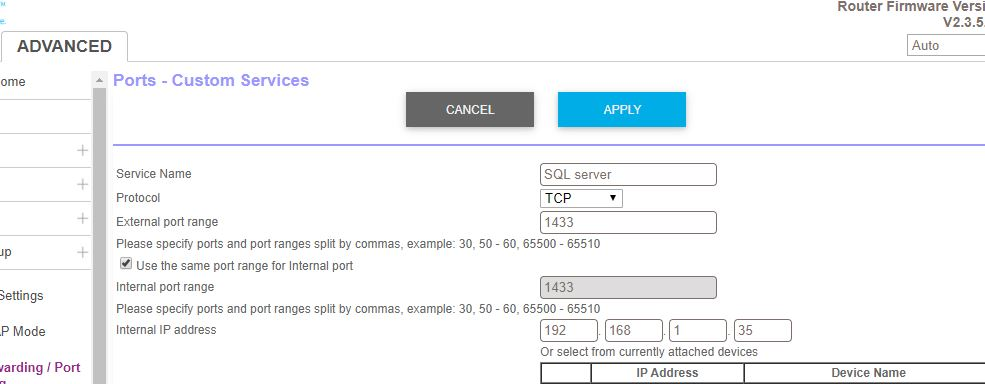 ™
e.
Router Firmware Versi
V2.3.5.
ADVANCED
Auto
ome
Ports - Custom Services
CANCEL
APPLY
Service Name
SQL server
Protocol
TCP
External port range
1433
Please specify ports and port ranges split by commas, example: 30, 50 - 60, 65500 - 65510
up
Use the same port range for Internal port
Internal port range
1433
Settings
Please specify ports and port ranges split by commas, example: 30, 50 - 60, 65500 - 65510
Internal IP address
192 . 168 . 1 . 35
AP Mode
Or select from currently attached devices
warding / Port
IP Address
Device Name